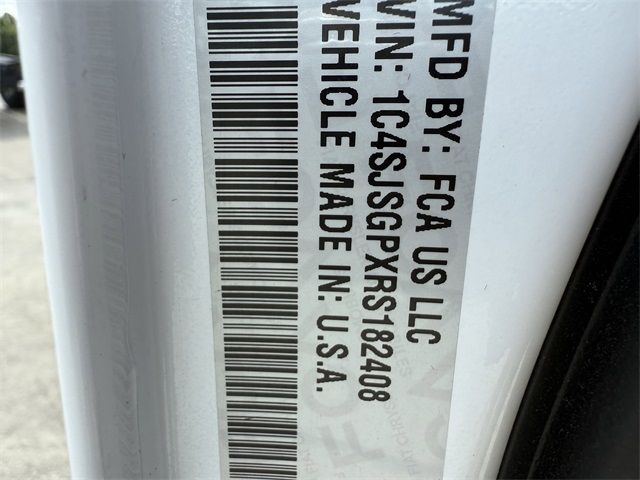 MFD BY: FCA US LLC
VIN: 1C4SJSGPXRS182408
VEHICLE MADE IN: U.S.A.